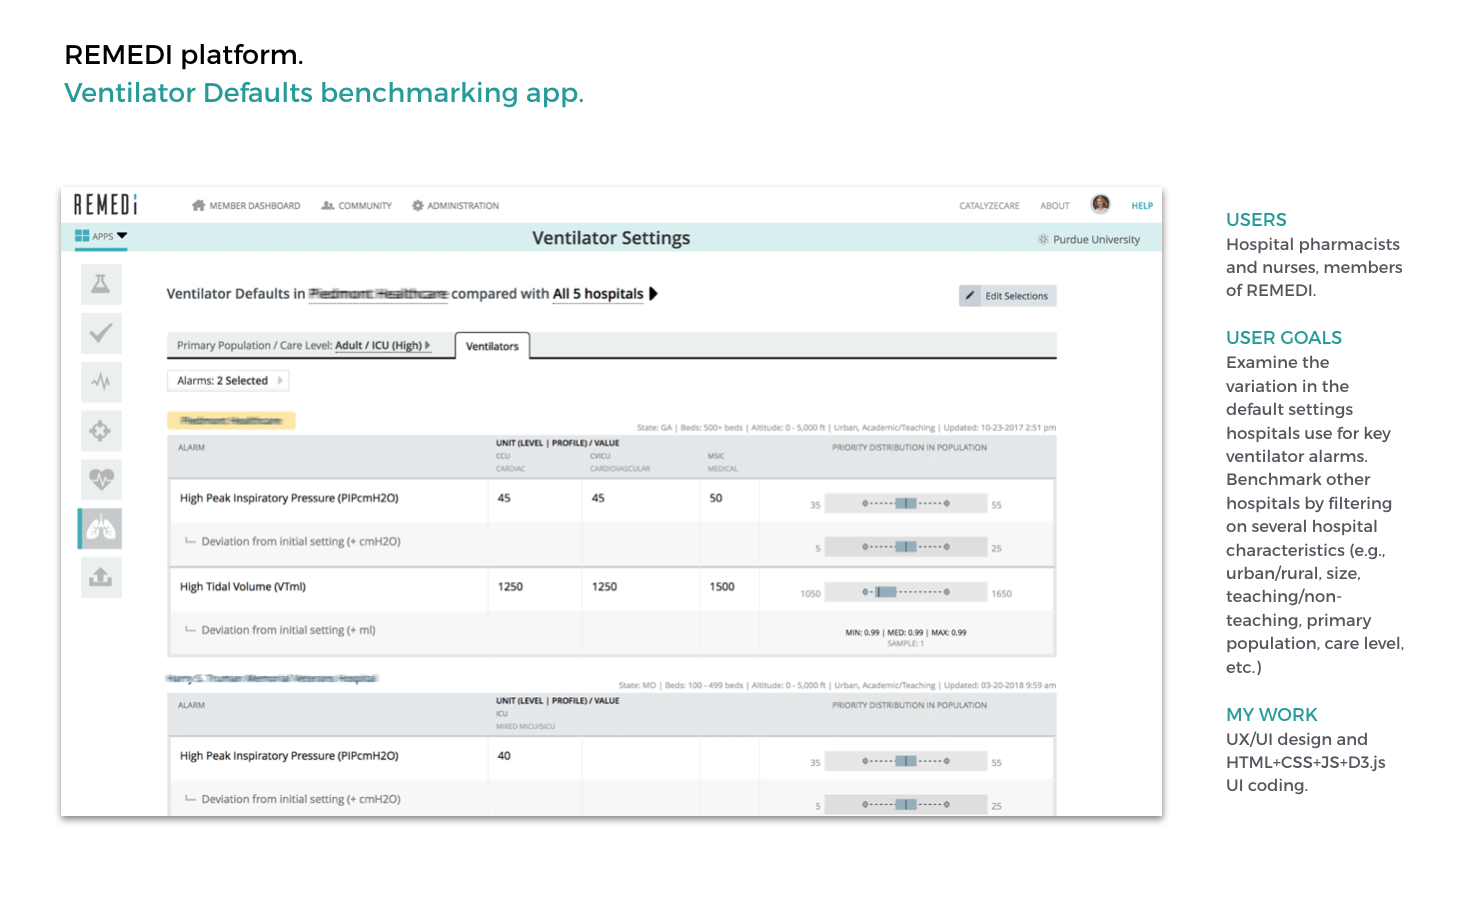 REMEDI platform.
Ventilator Defaults benchmarking app.
REMEDi
MEMBER DASHBOARD
COMMUNITY
ADMINISTRATION
CATALYZECARE
ABOUT
HELP
APPS
Ventilator Settings
Purdue University
Ventilator Defaults in compared with All 5 hospitals
Edit Selections
Primary Population / Care Level: Adult / ICU (High)
Ventilators
Alarms: 2 Selected
State: GA | Beds: 500+ beds | Altitude: 0 - 5,000 ft | Urban, Academic/Teaching | Updated: 10-23-2017 2:51 pm
ALARM
UNIT (LEVEL | PROFILE) / VALUE
PRIORITY DISTRIBUTION IN POPULATION
CCU
CVICU
MSIC
CARDIAC
CARDIOVASCULAR
MEDICAL
High Peak Inspiratory Pressure (PIPcmH2O)
45
45
50
35
55
Deviation from initial setting (+ cmH2O)
5
25
High Tidal Volume (VTml)
1250
1250
1500
1050
1650
Deviation from initial setting (+ ml)
MIN: 0.99 | MED: 0.99 | MAX: 0.99
SAMPLE: 1
State: MO | Beds: 100 - 499 beds | Altitude: 0 - 5,000 ft | Urban, Academic/Teaching | Updated: 03-20-2018 9:59 am
ALARM
UNIT (LEVEL | PROFILE) / VALUE
PRIORITY DISTRIBUTION IN POPULATION
ICU
MIXED MICU/SICU
High Peak Inspiratory Pressure (PIPcmH2O)
40
35
55
Deviation from initial setting (+ cmH2O)
5
25
USERS
Hospital pharmacists
and nurses, members
of REMEDI.
USER GOALS
Examine the
variation in the
default settings
hospitals use for key
ventilator alarms.
Benchmark other
hospitals by filtering
on several hospital
characteristics (e.g.,
urban/rural, size,
teaching/non-
teaching, primary
population, care level,
etc.)
MY WORK
UX/UI design and
HTML+CSS+JS+D3.js
UI coding.